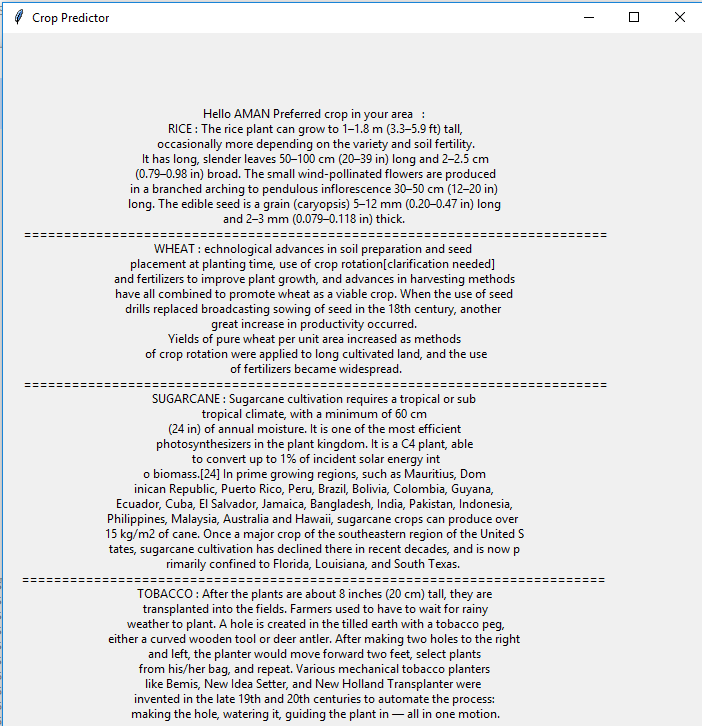 Crop Predictor
Hello AMAN Preferred crop in your area  :
RICE : The rice plant can grow to 1–1.8 m (3.3–5.9 ft) tall,
occasionally more depending on the variety and soil fertility.
It has long, slender leaves 50–100 cm (20–39 in) long and 2–2.5 cm
(0.79–0.98 in) broad. The small wind-pollinated flowers are produced
in a branched arching to pendulous inflorescence 30–50 cm (12–20 in)
long. The edible seed is a grain (caryopsis) 5–12 mm (0.20–0.47 in) long
and 2–3 mm (0.079–0.118 in) thick.
=========================================================================
WHEAT : echnological advances in soil preparation and seed
placement at planting time, use of crop rotation[clarification needed]
and fertilizers to improve plant growth, and advances in harvesting methods
have all combined to promote wheat as a viable crop. When the use of seed
drills replaced broadcasting sowing of seed in the 18th century, another
great increase in productivity occurred.
Yields of pure wheat per unit area increased as methods
of crop rotation were applied to long cultivated land, and the use
of fertilizers became widespread.
=========================================================================
SUGARCANE : Sugarcane cultivation requires a tropical or sub
tropical climate, with a minimum of 60 cm
(24 in) of annual moisture. It is one of the most efficient
photosynthesizers in the plant kingdom. It is a C4 plant, able
to convert up to 1% of incident solar energy int
o biomass.[24] In prime growing regions, such as Mauritius, Dom
inican Republic, Puerto Rico, Peru, Brazil, Bolivia, Colombia, Guyana,
Ecuador, Cuba, El Salvador, Jamaica, Bangladesh, India, Pakistan, Indonesia,
Philippines, Malaysia, Australia and Hawaii, sugarcane crops can produce over
15 kg/m2 of cane. Once a major crop of the southeastern region of the United S
tates, sugarcane cultivation has declined there in recent decades, and is now p
rimarily confined to Florida, Louisiana, and South Texas.
=========================================================================
TOBACCO : After the plants are about 8 inches (20 cm) tall, they are
transplanted into the fields. Farmers used to have to wait for rainy
weather to plant. A hole is created in the tilled earth with a tobacco peg,
either a curved wooden tool or deer antler. After making two holes to the right
and left, the planter would move forward two feet, select plants
from his/her bag, and repeat. Various mechanical tobacco planters
like Bemis, New Idea Setter, and New Holland Transplanter were
invented in the late 19th and 20th centuries to automate the process:
making the hole, watering it, guiding the plant in — all in one motion.